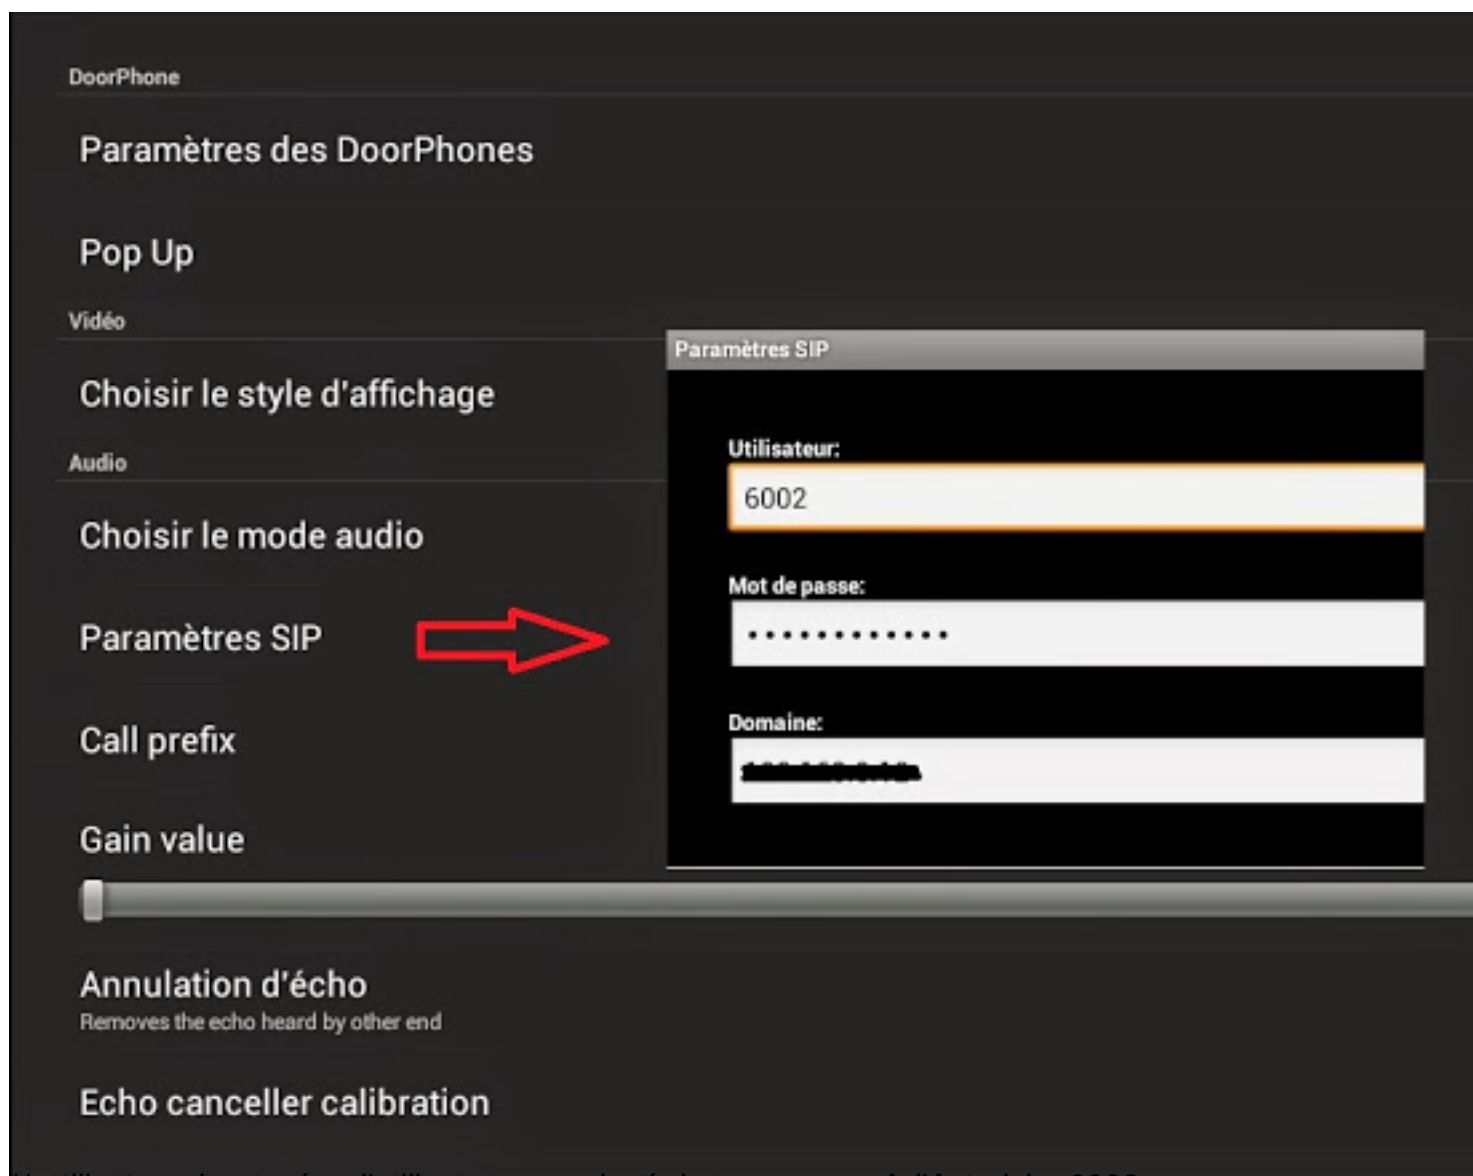 DoorPhone
Paramètres des DoorPhones
Pop Up
Vidéo
Choisir le style d'affichage
Audio
Choisir le mode audio
Paramètres SIP
Call prefix
Gain value
Annulation d'écho
Removes the echo heard by other end
Echo canceller calibration
Paramètres SIP
Utilisateur:
6002
Mot de passe:
............
Domaine: